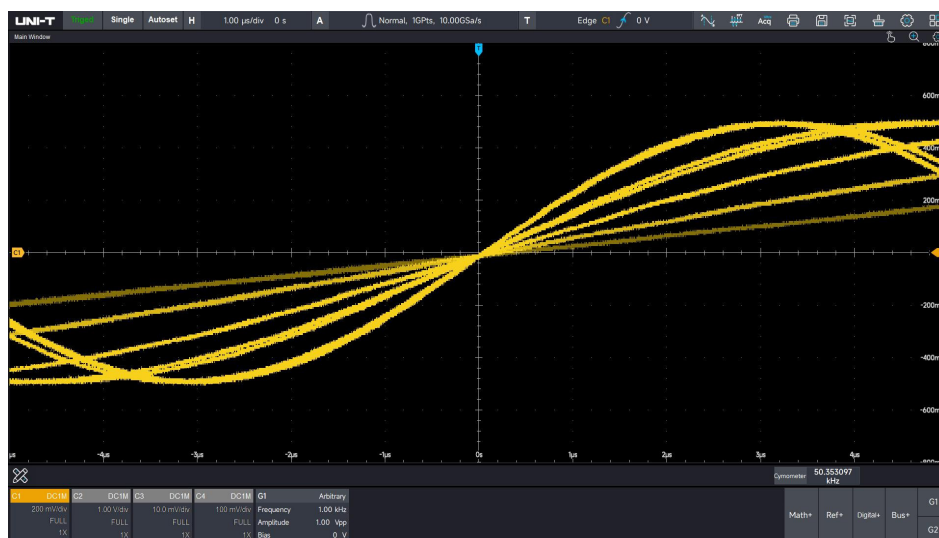 UNI-T Triged Single Autoset H 1.00 μs/div 0 s A Normal, 1GPts, 10.00GSa/s T Edge C1 0 V Acq
Main Window
T
600m
400m
200m
C1
-200m
-400m
-600m
-800m
μs -4μs -3μs -2μs -1μs 0s 1μs 2μs 3μs 4μs
Cymometer 50.353097
kHz
C1 DC1M C2 DC1M C3 DC1M C4 DC1M G1 Arbitrary
200 mV/div 1.00 V/div 10.0 mV/div 100 mV/div Frequency 1.00 kHz
FULL FULL FULL FULL Amplitude 1.00 Vpp
1X 1X 1X 1X Bias 0 V
Math+ Ref+ Digital+ Bus+
G1
G2